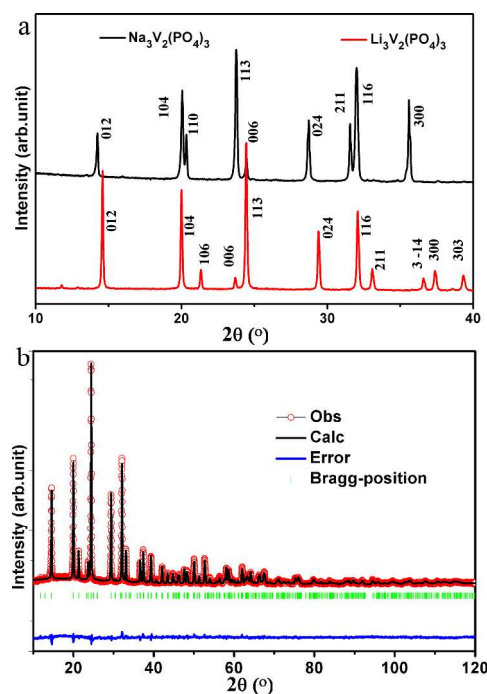 a
Na3V2(PO4)3
Li3V2(PO4)3
Intensity (arb.unit)
012
104
110
113
006
024
211
116
300
012
104
106
006
113
024
116
211
3 -14
300
303
10 20 30 40
2θ (°)
b
Intensity (arb.unit)
Obs
Calc
Error
Bragg-position
20 40 60 80 100 120
2θ (°)